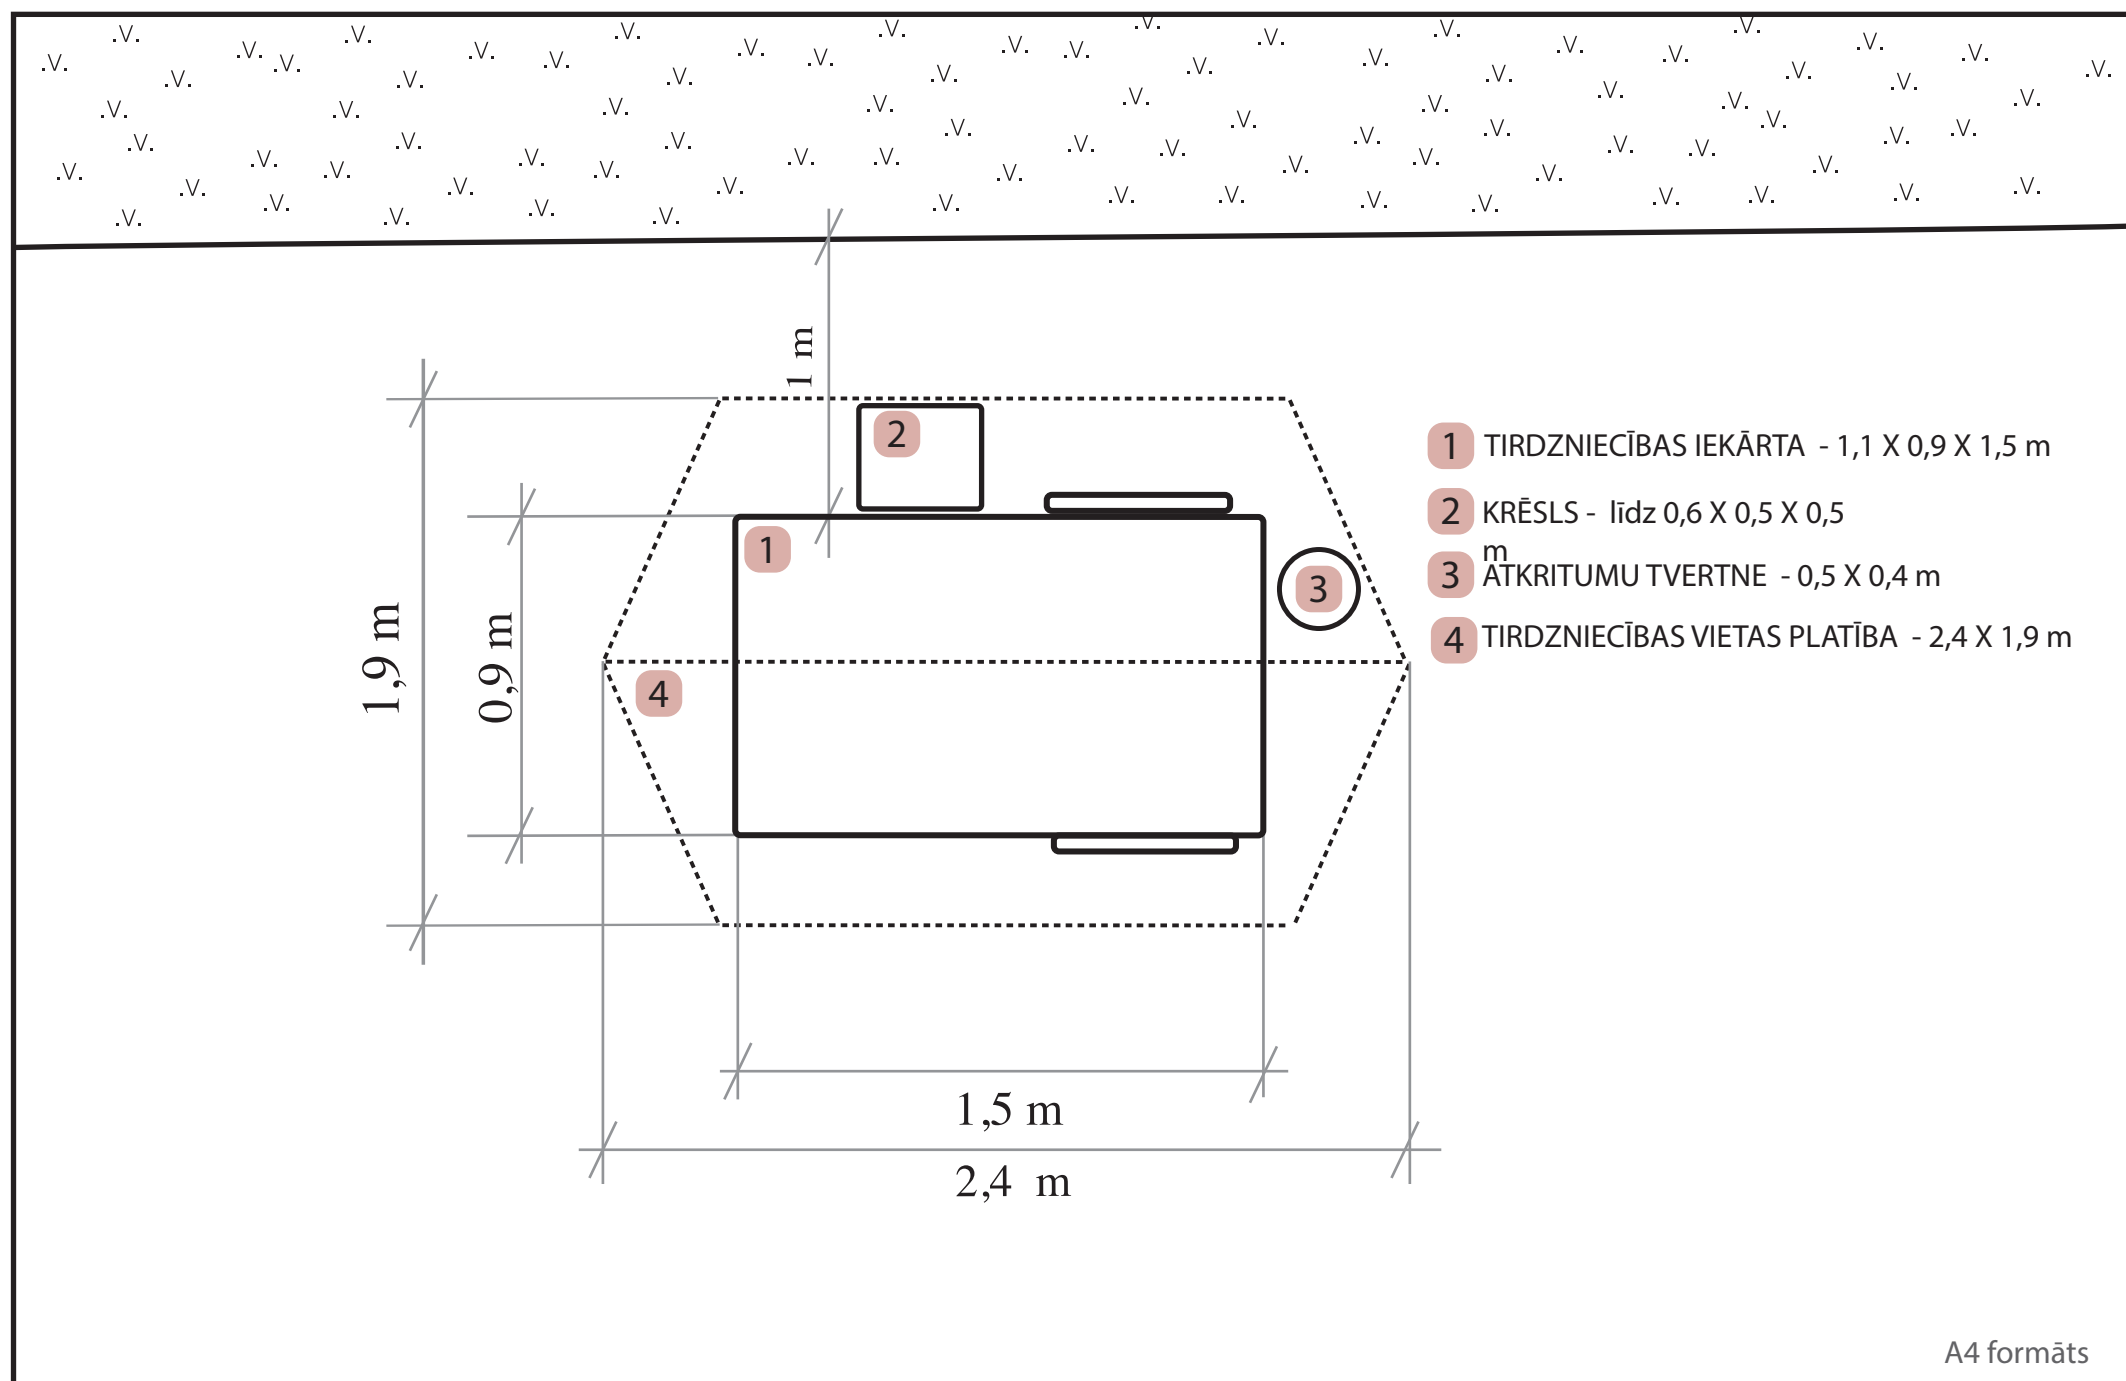 1 m
2
1 TIRDZNIECĪBAS IEKĀRTA - 1,1 X 0,9 X 1,5 m
2 KRĒSLS - līdz 0,6 X 0,5 X 0,5
m
3 ATKRITUMU TVERTNE - 0,5 X 0,4 m
4 TIRDZNIECĪBAS VIETAS PLATĪBA - 2,4 X 1,9 m
1
3
1,9 m
0,9 m
4
1,5 m
2,4 m
A4 formāts